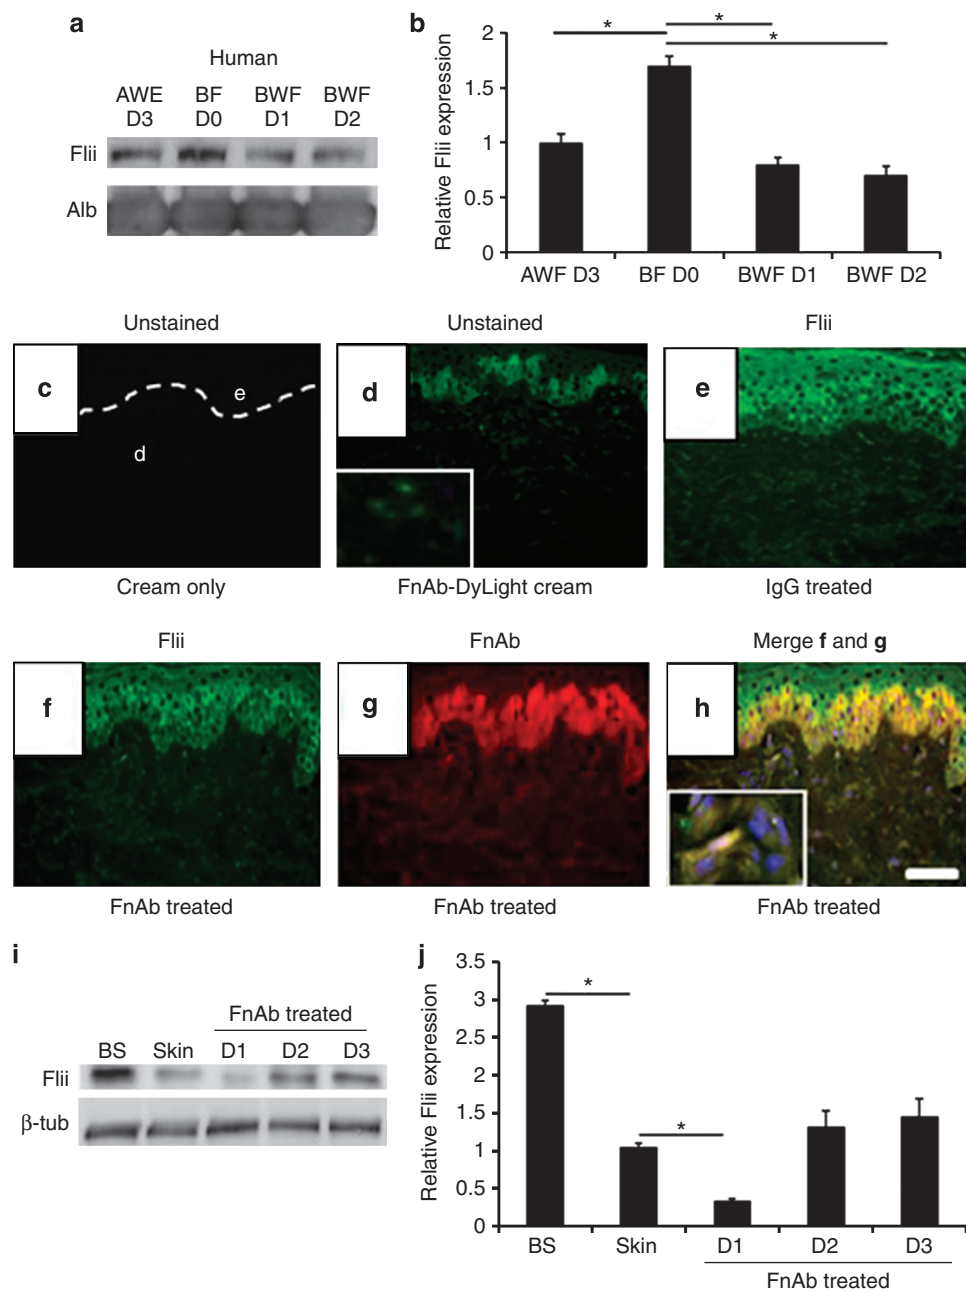 a
Human
AWE BF BWF BWF
D3 D0 D1 D2
Flii
Alb
b
Relative Flii expression
2
1.5
1
0.5
0
* * *
AWF D3 BF D0 BWF D1 BWF D2
Unstained
c
e
d
Cream only
Unstained
d
FnAb-DyLight cream
Flii
e
IgG treated
Flii
f
FnAb treated
FnAb
g
FnAb treated
Merge f and g
h
FnAb treated
i
FnAb treated
BS Skin D1 D2 D3
Flii
β-tub
j
Relative Flii expression
3.5
3
2.5
2
1.5
1
0.5
0
* *
BS Skin D1 D2 D3
FnAb treated